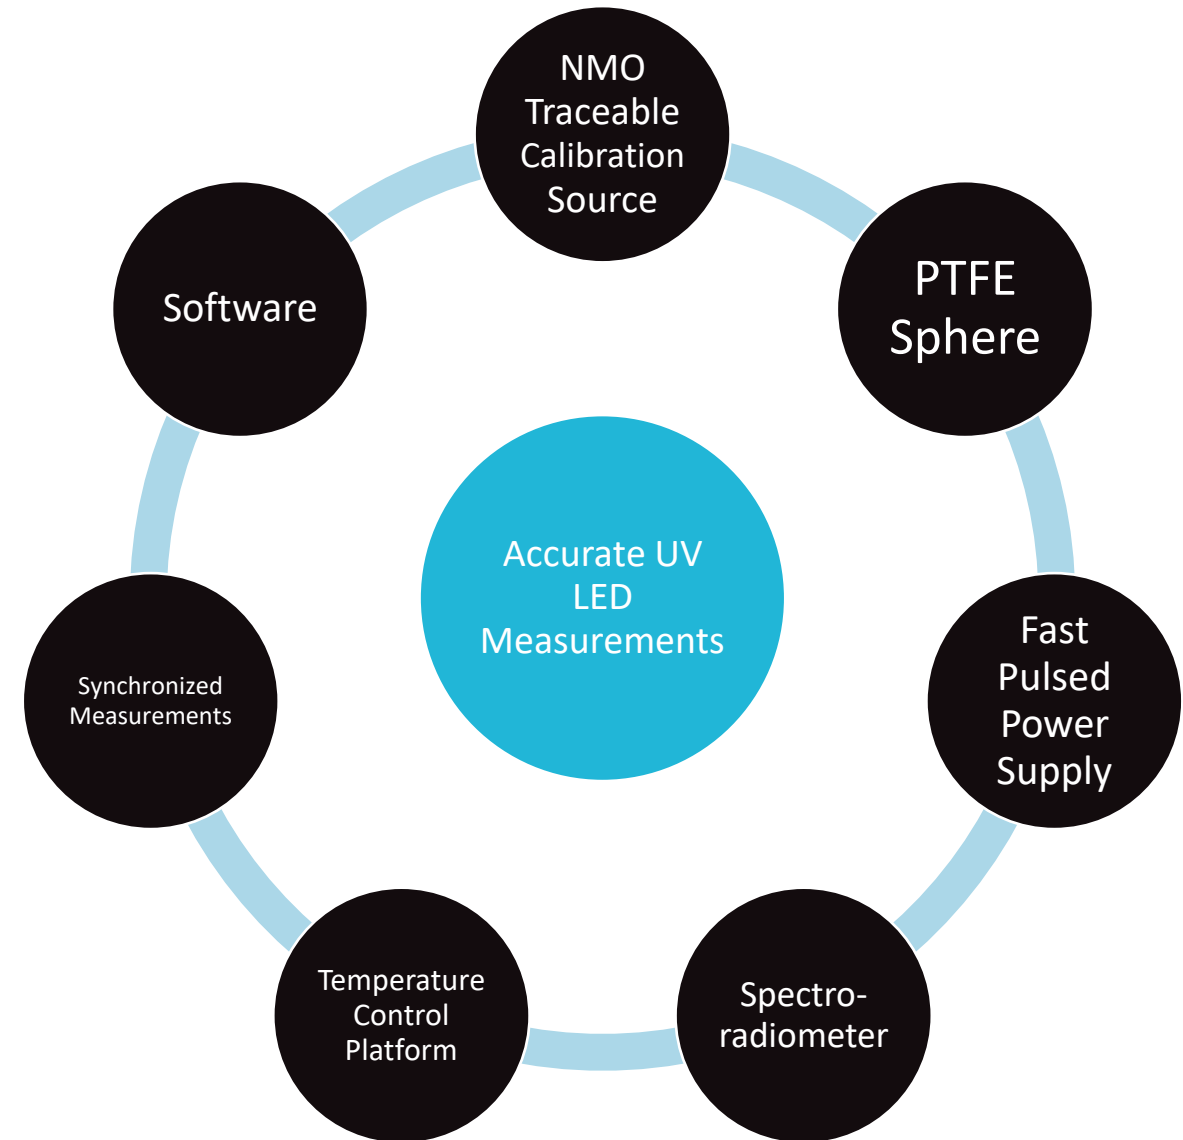 NMO
Traceable
Calibration
Source
PTFE
Sphere
Fast
Pulsed
Power
Supply
Spectro-
radiometer
Temperature
Control
Platform
Synchronized
Measurements
Software
Accurate UV
LED
Measurements